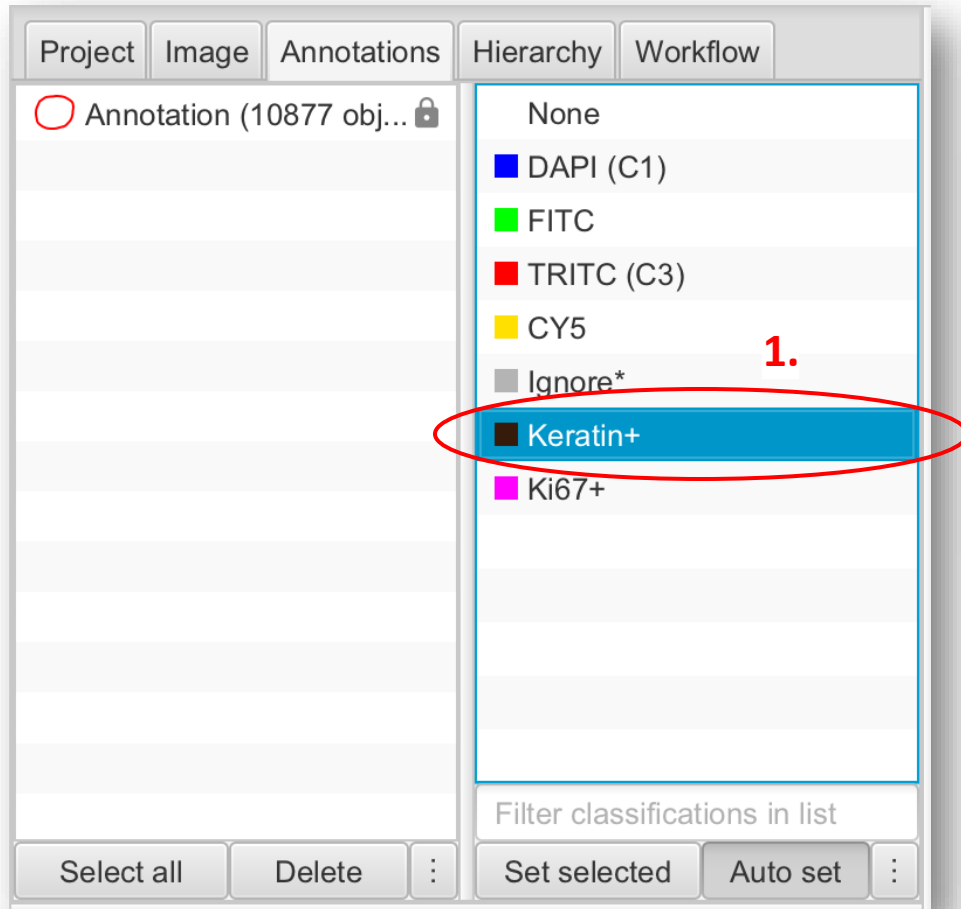 Project Image Annotations Hierarchy Workflow
Annotation (10877 obj...
None
DAPI (C1)
FITC
TRITC (C3)
CY5
1.
Ignore*
Keratin+
Ki67+
Filter classifications in list
Select all Delete ⋮ Set selected Auto set ⋮